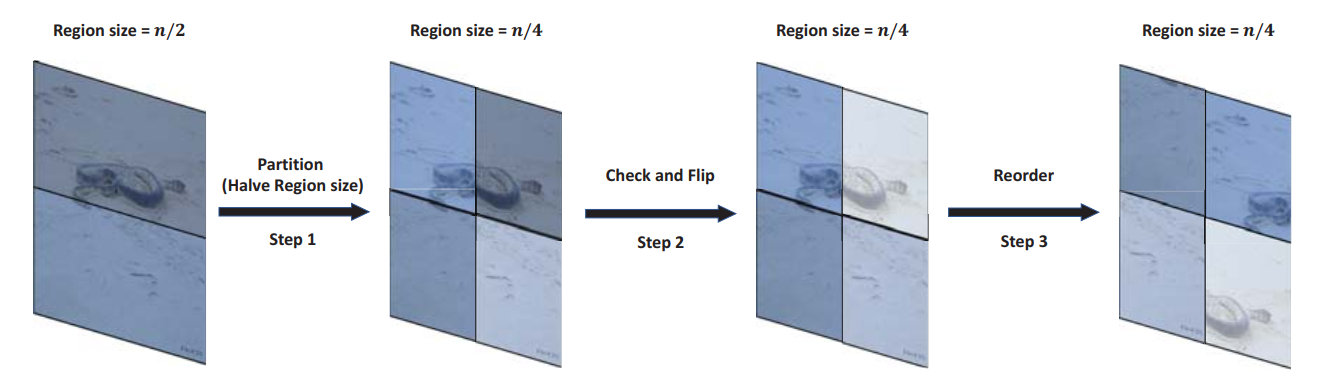 Region size = n/2
Region size = n/4
Region size = n/4
Region size = n/4
Partition
(Halve Region size)
Step 1
Check and Flip
Step 2
Reorder
Step 3